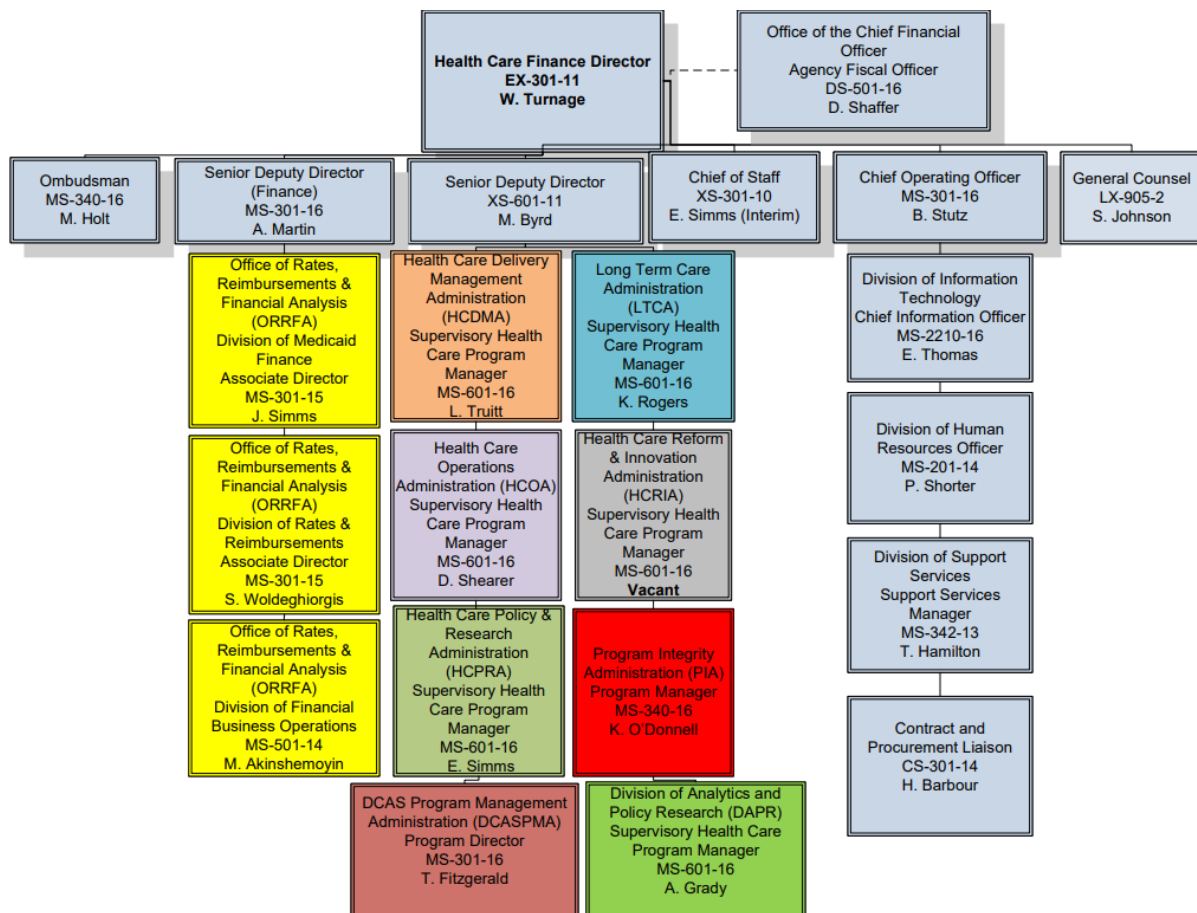 Health Care Finance Director
EX-301-11
W. Turnage
Office of the Chief Financial
Officer
Agency Fiscal Officer
DS-501-16
D. Shaffer
Ombudsman
MS-340-16
M. Holt
Senior Deputy Director
(Finance)
MS-301-16
A. Martin
Senior Deputy Director
XS-601-11
M. Byrd
Chief of Staff
XS-301-10
E. Simms (Interim)
Chief Operating Officer
MS-301-16
B. Stutz
General Counsel
LX-905-2
S. Johnson
Office of Rates,
Reimbursements &
Financial Analysis
(ORRFA)
Division of Medicaid
Finance
Associate Director
MS-301-15
J. Simms
Office of Rates,
Reimbursements &
Financial Analysis
(ORRFA)
Division of Rates &
Reimbursements
Associate Director
MS-301-15
S. Woldeghiorgis
Office of Rates,
Reimbursements &
Financial Analysis
(ORRFA)
Division of Financial
Business Operations
MS-501-14
M. Akinshemoyin
Health Care Delivery
Management
Administration
(HCDMA)
Supervisory Health
Care Program
Manager
MS-601-16
L. Truitt
Health Care
Operations
Administration (HCOA)
Supervisory Health
Care Program
Manager
MS-601-16
D. Shearer
Health Care Policy &
Research
Administration
(HCPRA)
Supervisory Health
Care Program
Manager
MS-601-16
E. Simms
Long Term Care
Administration
(LTCA)
Supervisory Health
Care Program
Manager
MS-601-16
K. Rogers
Health Care Reform
& Innovation
Administration
(HCRIA)
Supervisory Health
Care Program
Manager
MS-601-16
Vacant
Program Integrity
Administration (PIA)
Program Manager
MS-340-16
K. O’Donnell
DCAS Program Management
Administration (DCASPMA)
Program Director
MS-301-16
T. Fitzgerald
Division of Analytics and
Policy Research (DAPR)
Supervisory Health Care
Program Manager
MS-601-16
A. Grady
Division of Information
Technology
Chief Information Officer
MS-2210-16
E. Thomas
Division of Human
Resources Officer
MS-201-14
P. Shorter
Division of Support
Services
Support Services
Manager
MS-342-13
T. Hamilton
Contract and
Procurement Liaison
CS-301-14
H. Barbour